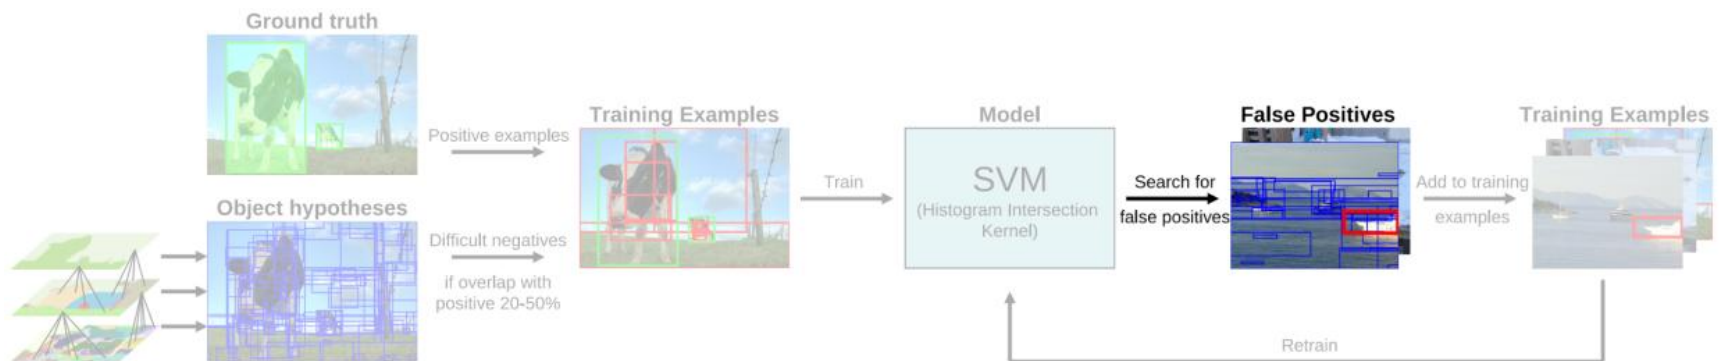 Ground truth
Positive examples
Object hypotheses
Difficult negatives
if overlap with
positive 20-50%
Training Examples
Train
Model
SVM
(Histogram Intersection
Kernel)
Search for
false positives
False Positives
Add to training
examples
Training Examples
Retrain